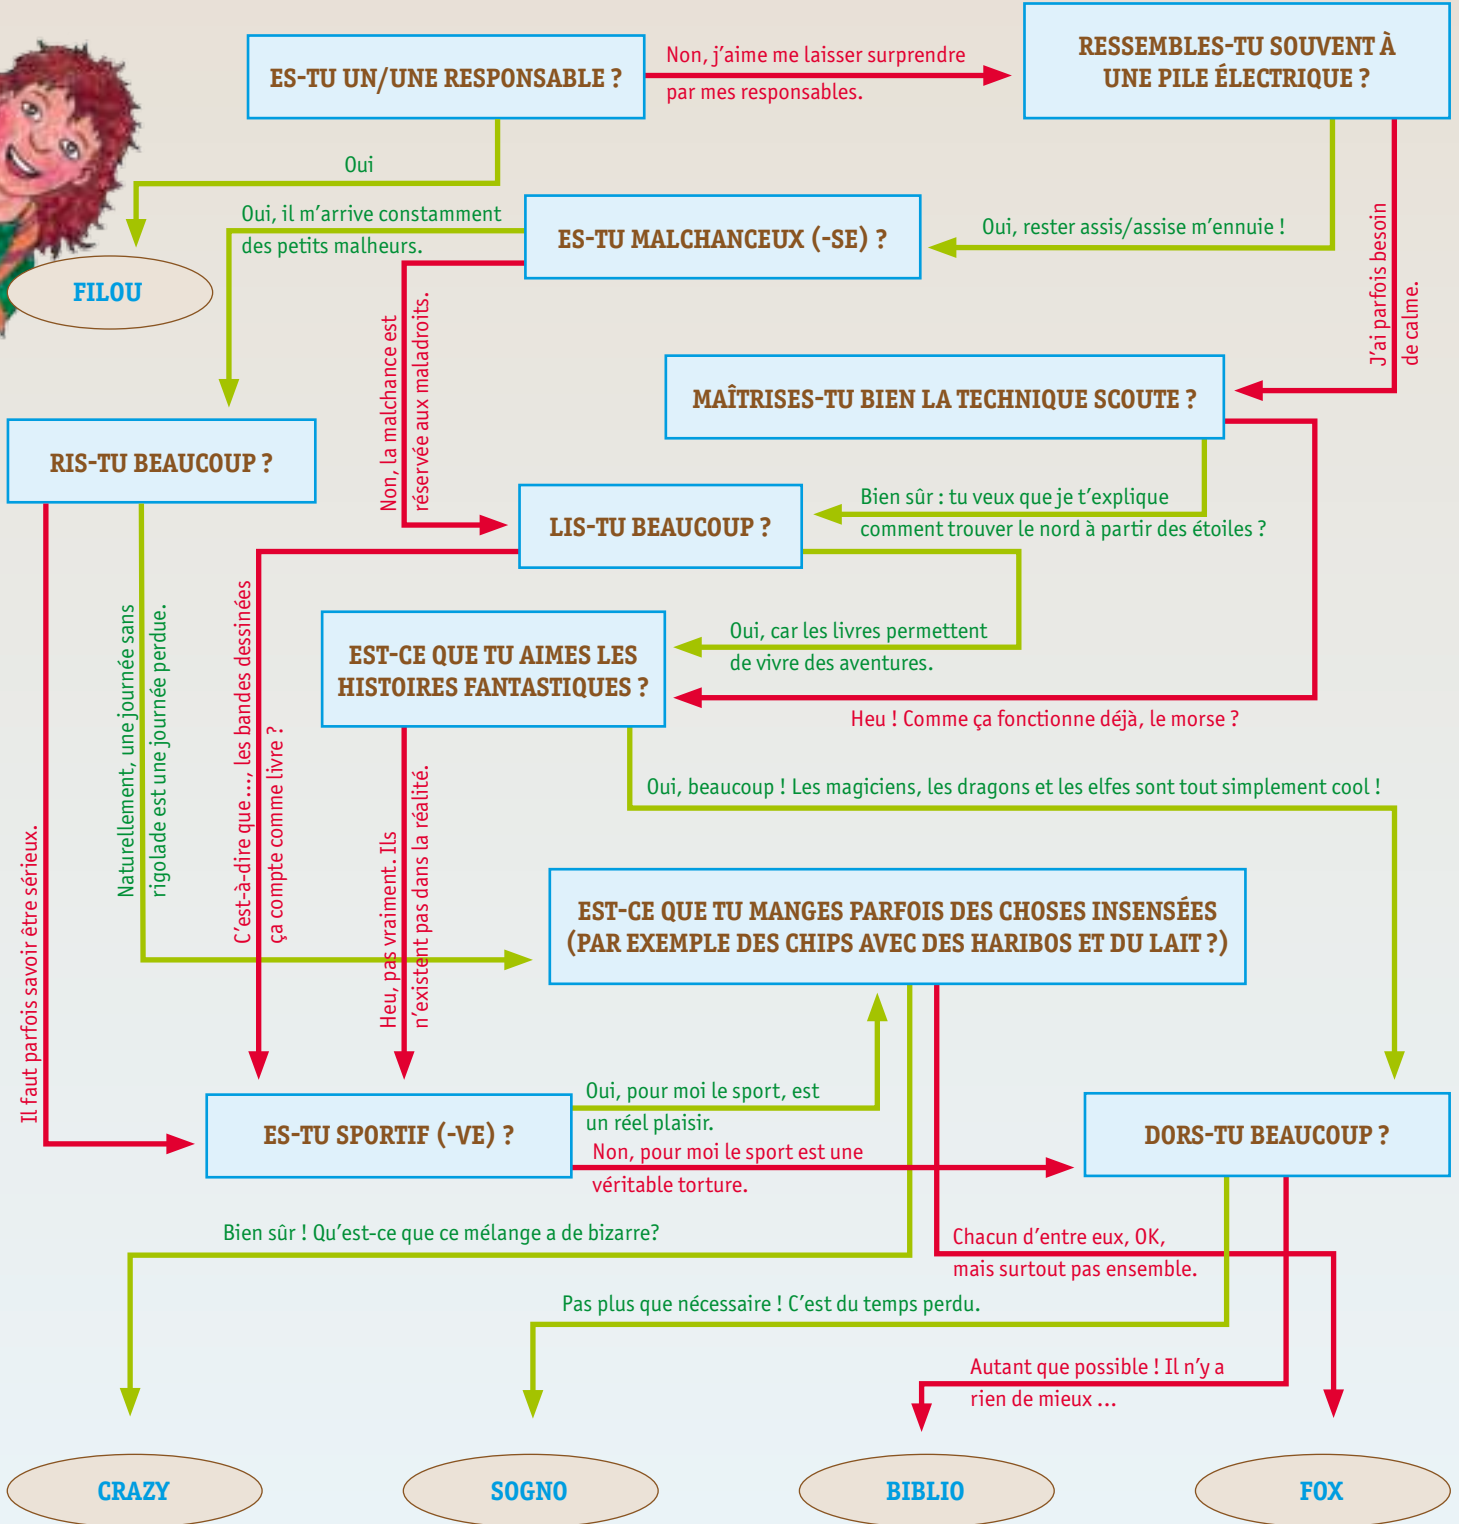 ES-TU UN/UNE RESPONSABLE ?
Non, j'aime me laisser surprendre
par mes responsables.
RESSEMBLES-TU SOUVENT À
UNE PILE ÉLECTRIQUE ?
Oui
FILOU
Oui, il m'arrive constamment
des petits malheurs.
ES-TU MALCHANCEUX (-SE) ?
Oui, rester assis/assise m'ennuie !
J'ai parfois besoin
de calme.
Non, la malchance est
réservée aux maladroits.
MAÎTRISES-TU BIEN LA TECHNIQUE SCOUTE ?
RIS-TU BEAUCOUP ?
LIS-TU BEAUCOUP ?
Bien sûr : tu veux que je t'explique
comment trouver le nord à partir des étoiles ?
EST-CE QUE TU AIMES LES
HISTOIRES FANTASTIQUES ?
Oui, car les livres permettent
de vivre des aventures.
Heu ! Comme ça fonctionne déjà, le morse ?
Il faut parfois savoir être sérieux.
Naturellement, une journée sans
rigolade est une journée perdue.
C'est-à-dire que..., les bandes dessinées
ça compte comme livre ?
Heu, pas vraiment. Ils
n'existent pas dans la réalité.
Oui, beaucoup ! Les magiciens, les dragons et les elfes sont tout simplement cool !
EST-CE QUE TU MANGES PARFOIS DES CHOSES INSENSÉES
(PAR EXEMPLE DES CHIPS AVEC DES HARIBOS ET DU LAIT ?)
ES-TU SPORTIF (-VE) ?
Oui, pour moi le sport, est
un réel plaisir.
Non, pour moi le sport est une
véritable torture.
DORS-TU BEAUCOUP ?
Bien sûr ! Qu'est-ce que ce mélange a de bizarre?
Chacun d'entre eux, OK,
mais surtout pas ensemble.
Pas plus que nécessaire ! C'est du temps perdu.
Autant que possible ! Il n'y a
rien de mieux ...
CRAZY
SOGNO
BIBLIO
FOX